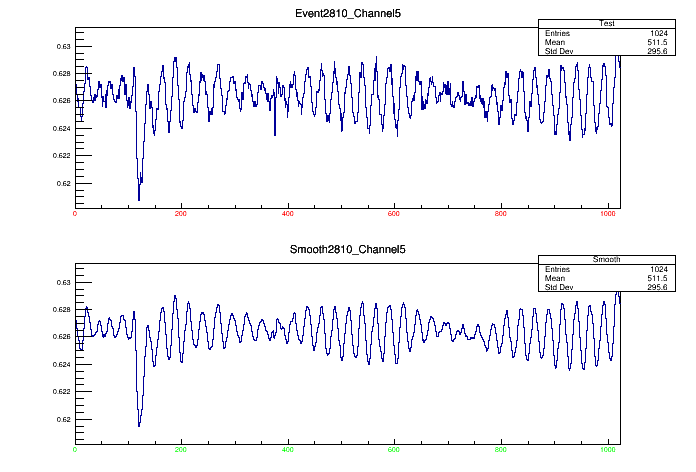 Event2810_Channel5
Test
Entries 1024
Mean 511.5
Std Dev 295.6
0.63
0.628
0.626
0.624
0.622
0.62
0 200 400 600 800 1000
Smooth2810_Channel5
Smooth
Entries 1024
Mean 511.5
Std Dev 295.6
0.63
0.628
0.626
0.624
0.622
0.62
0 200 400 600 800 1000